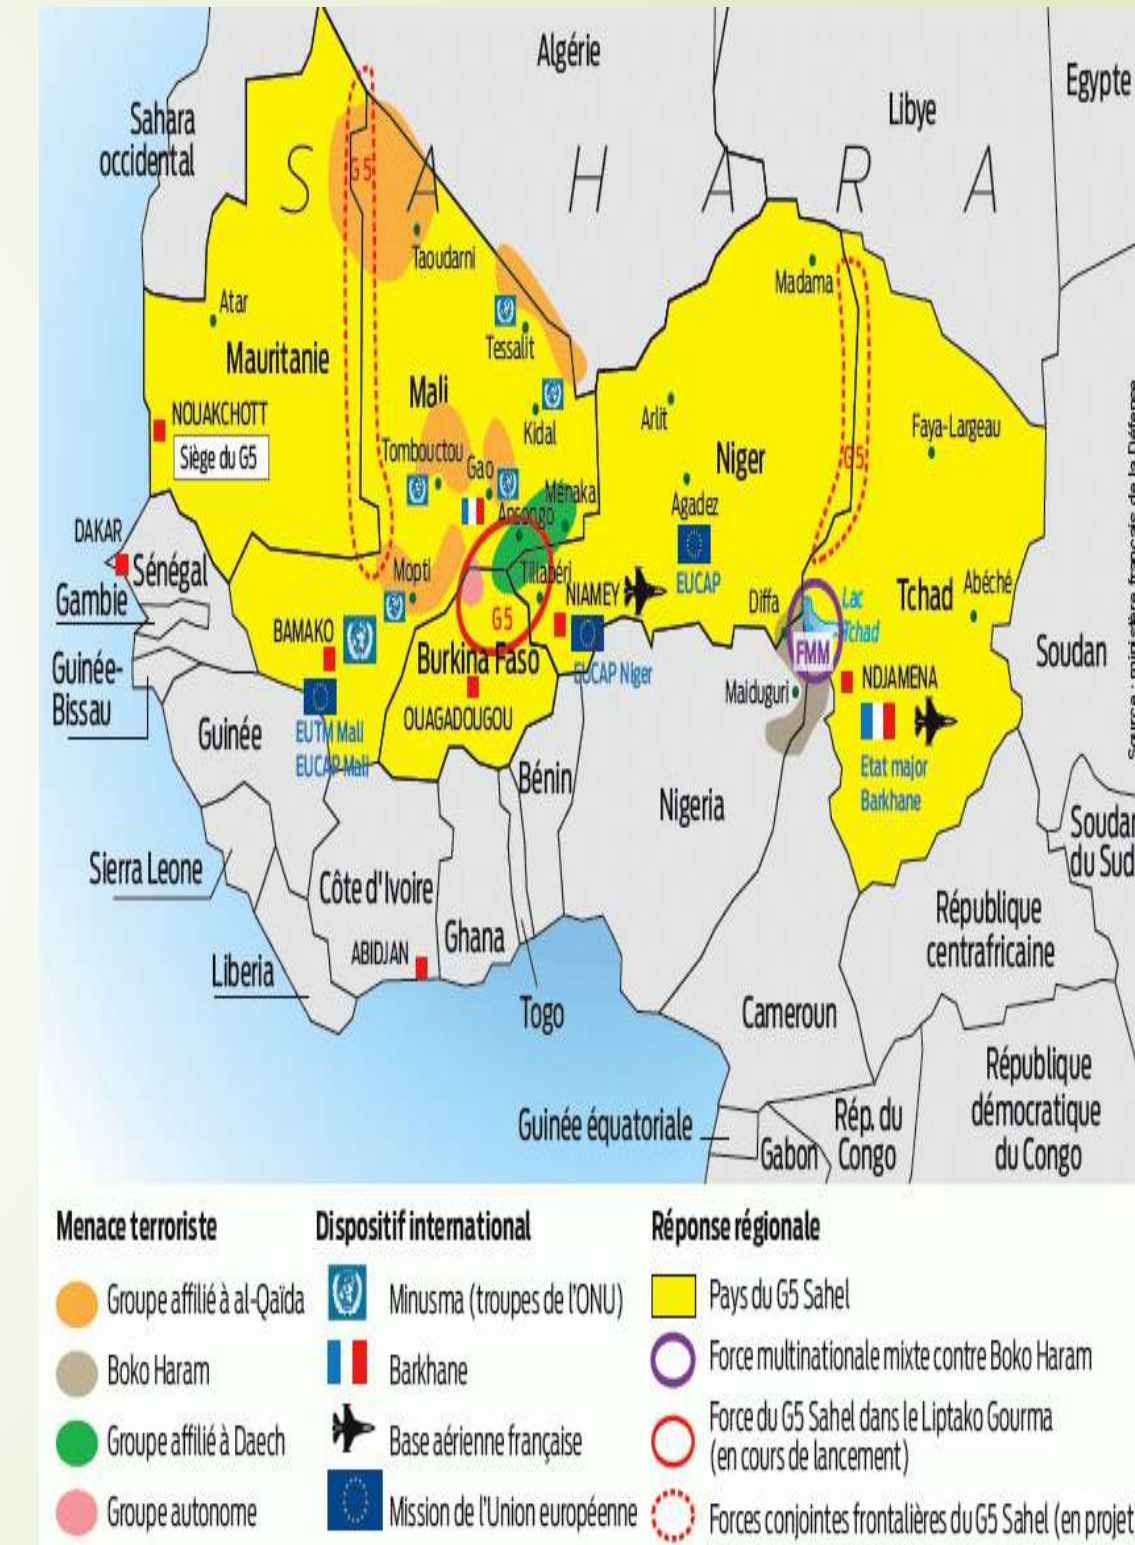 Algérie
Libye
Egypte
Sahara
occidental
S A H A R A
G5
Taoudarni
Madama
Atar
Tessalit
Mauritanie
Mali
Arlit
NOUAKCHOTT
Siège du G5
Kidal
Faya-Largeau
Tombouctou
Gao
Niger
G5
Ménaka
Agadez
Ansongo
DAKAR
Sénégal
Mopti
Tillabéri
EUCAP
Gambie
NIAMEY
Diffa
Lac
Tchad
Tchad
Abéché
G5
BAMAKO
FMM
Soudan
Burkina Faso
EUCAP Niger
Guinée-
Bissau
Maiduguri
NDJAMENA
OUAGADOUGOU
Guinée
EUTM Mali
EUCAP Mali
Bénin
Etat major
Barkhane
Nigeria
Source : ministère français de la Défense
Soudan
du Sud
Sierra Leone
Côte d'Ivoire
Ghana
République
centrafricaine
ABIDJAN
Liberia
Togo
Cameroun
République
démocratique
du Congo
Guinée équatoriale
Gabon
Rép. du
Congo
Menace terroriste
Groupe affilié à al-Qaïda
Boko Haram
Groupe affilié à Daech
Groupe autonome
Dispositif international
Minusma (troupes de l'ONU)
Barkhane
Base aérienne française
Mission de l'Union européenne
Réponse régionale
Pays du G5 Sahel
Force multinationale mixte contre Boko Haram
Force du G5 Sahel dans le Liptako Gourma
(en cours de lancement)
Forces conjointes frontalières du G5 Sahel (en projet